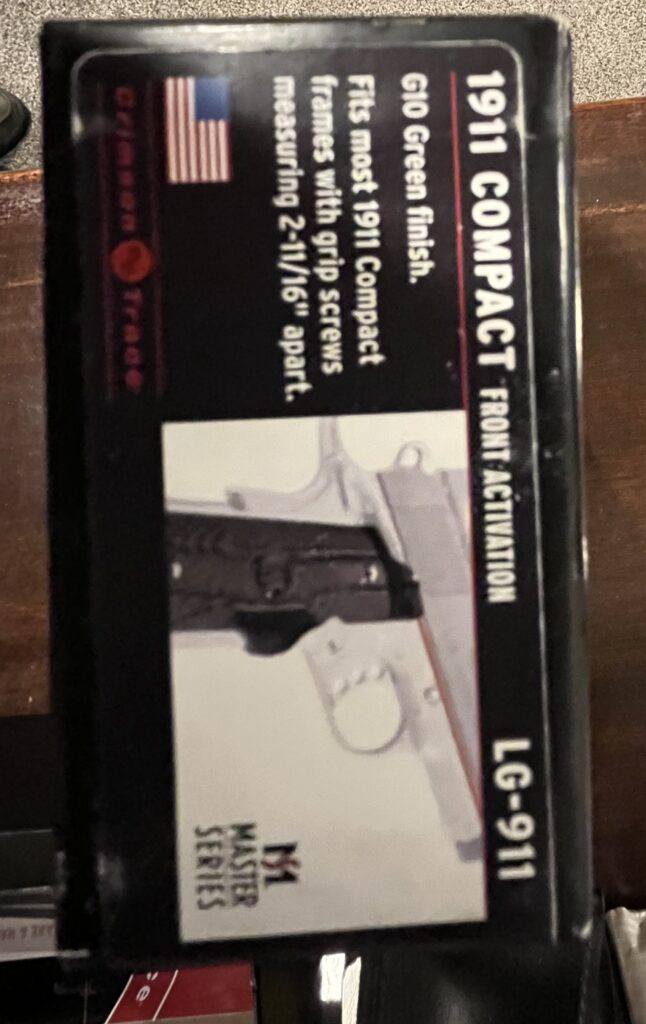 1911 COMPACT FRONT ACTIVATION LG-911
G10 Green finish.
Fits most 1911 Compact
frames with grip screws
measuring 2-11/16" apart.
Crimson Trace
MASTER
SERIES